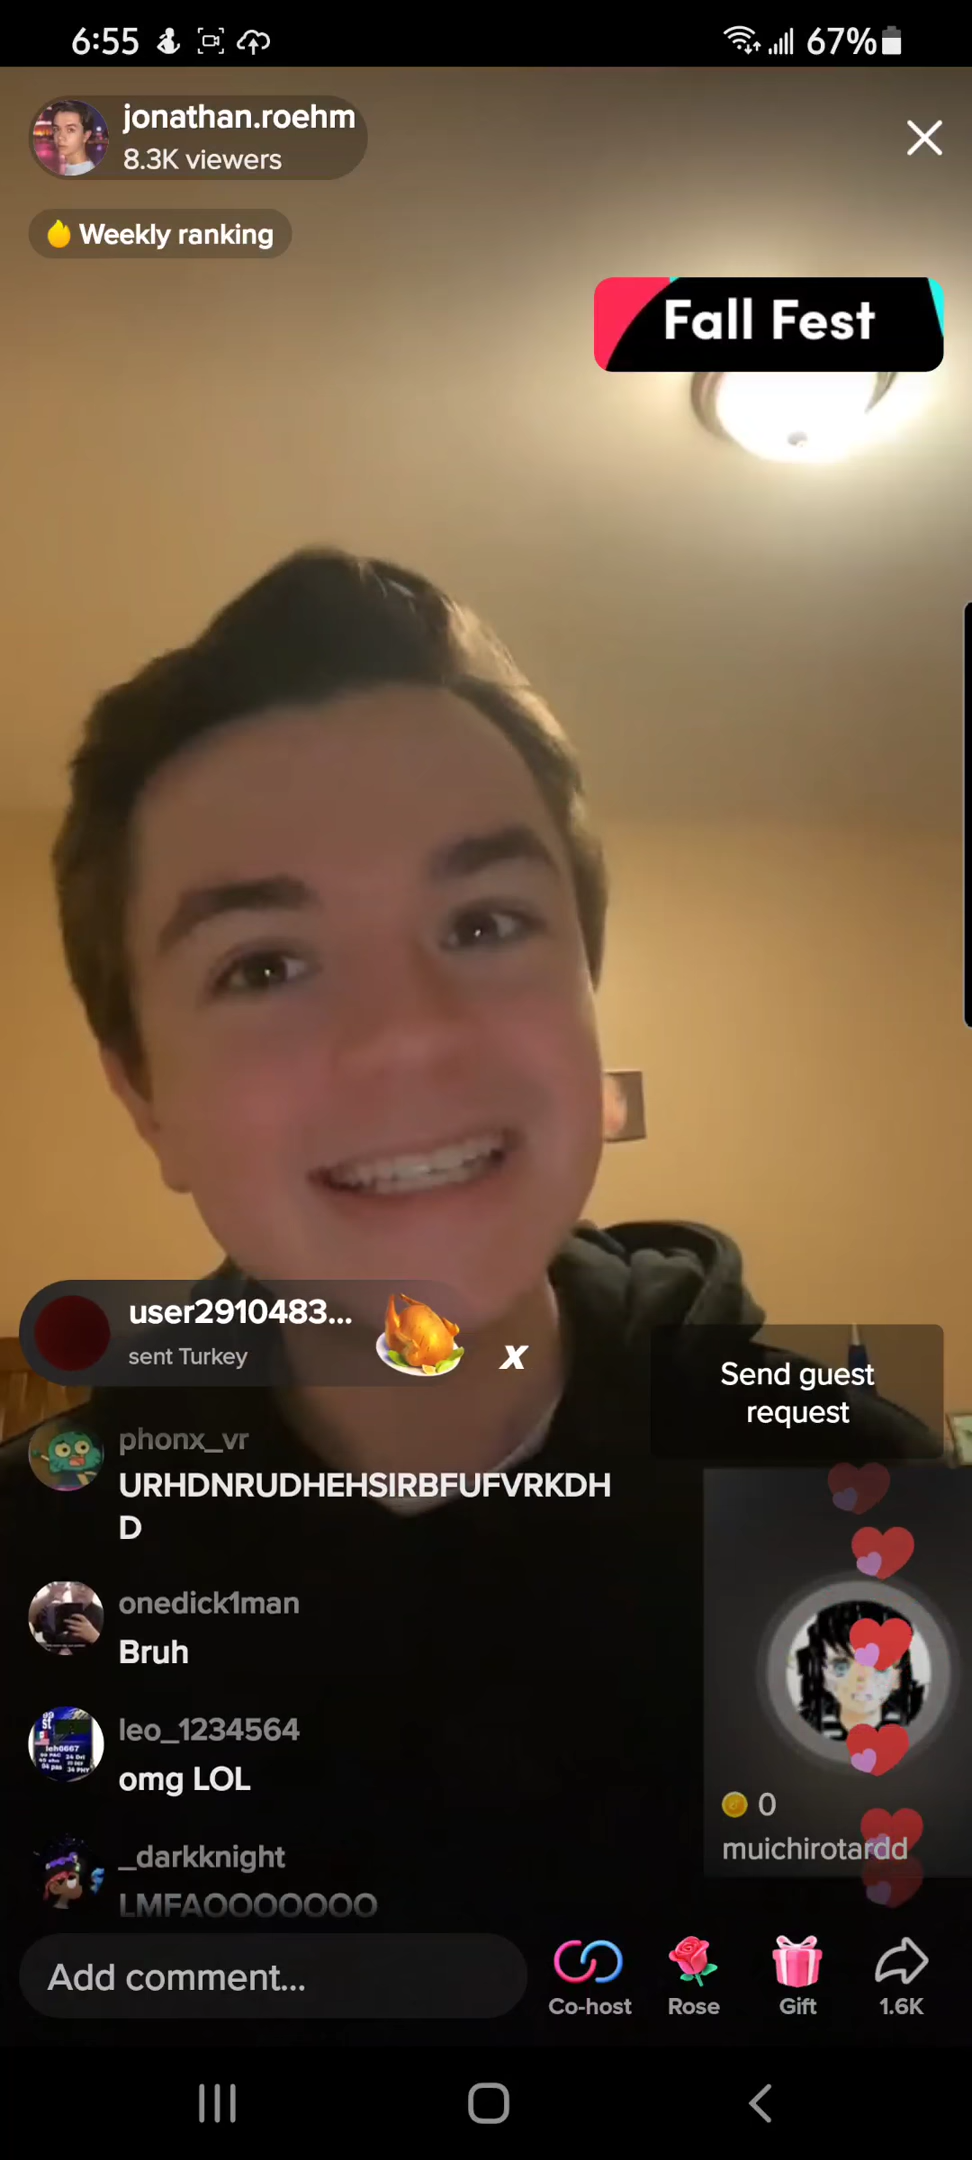 6:55
67%
jonathan.roehm
8.3K viewers
Weekly ranking
Fall Fest
user2910483...
sent Turkey
x
Send guest
request
phonx_vr
URHDNRUDHEHSIRBFUFVRKDH
D
onedick1man
Bruh
leo_1234564
omg LOL
_darkknight
LMFAOOOOOOO
0
muichirotardd
Add comment...
Co-host
Rose
Gift
1.6K